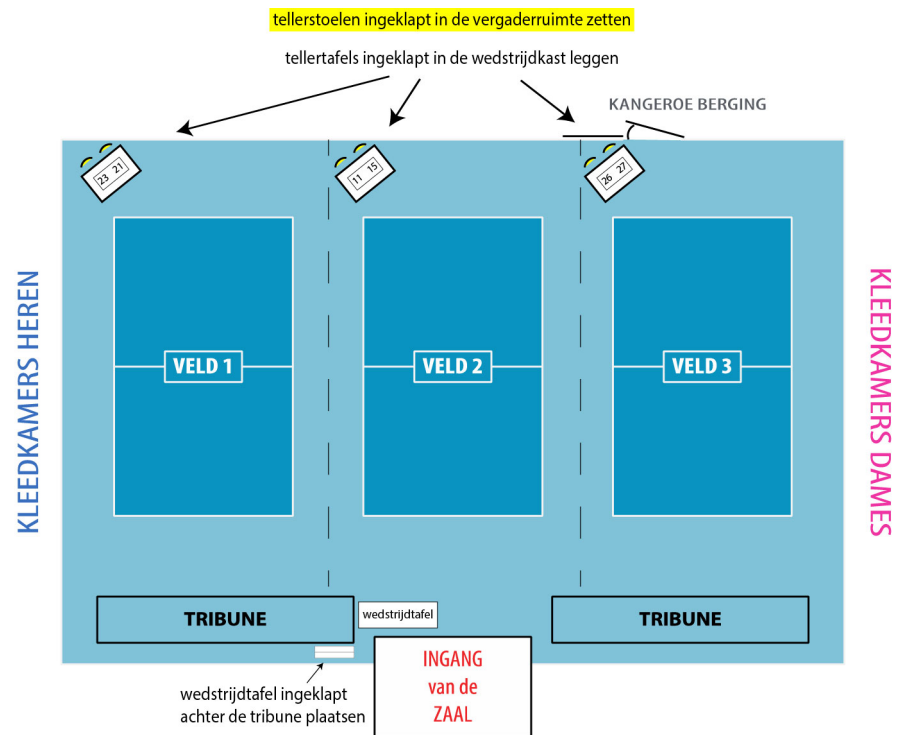 tellerstoelen ingeklapt in de vergaderruimte zetten
tellertafels ingeklapt in de wedstrijdkast leggen
KANGEROE BERGING
23 21
11 15
26 27
KLEEDKAMERS HEREN
VELD 1
VELD 2
VELD 3
KLEEDKAMERS DAMES
TRIBUNE
wedstrijdtafel
TRIBUNE
INGANG
van de
ZAAL
wedstrijdtafel ingeklapt
achter de tribune plaatsen